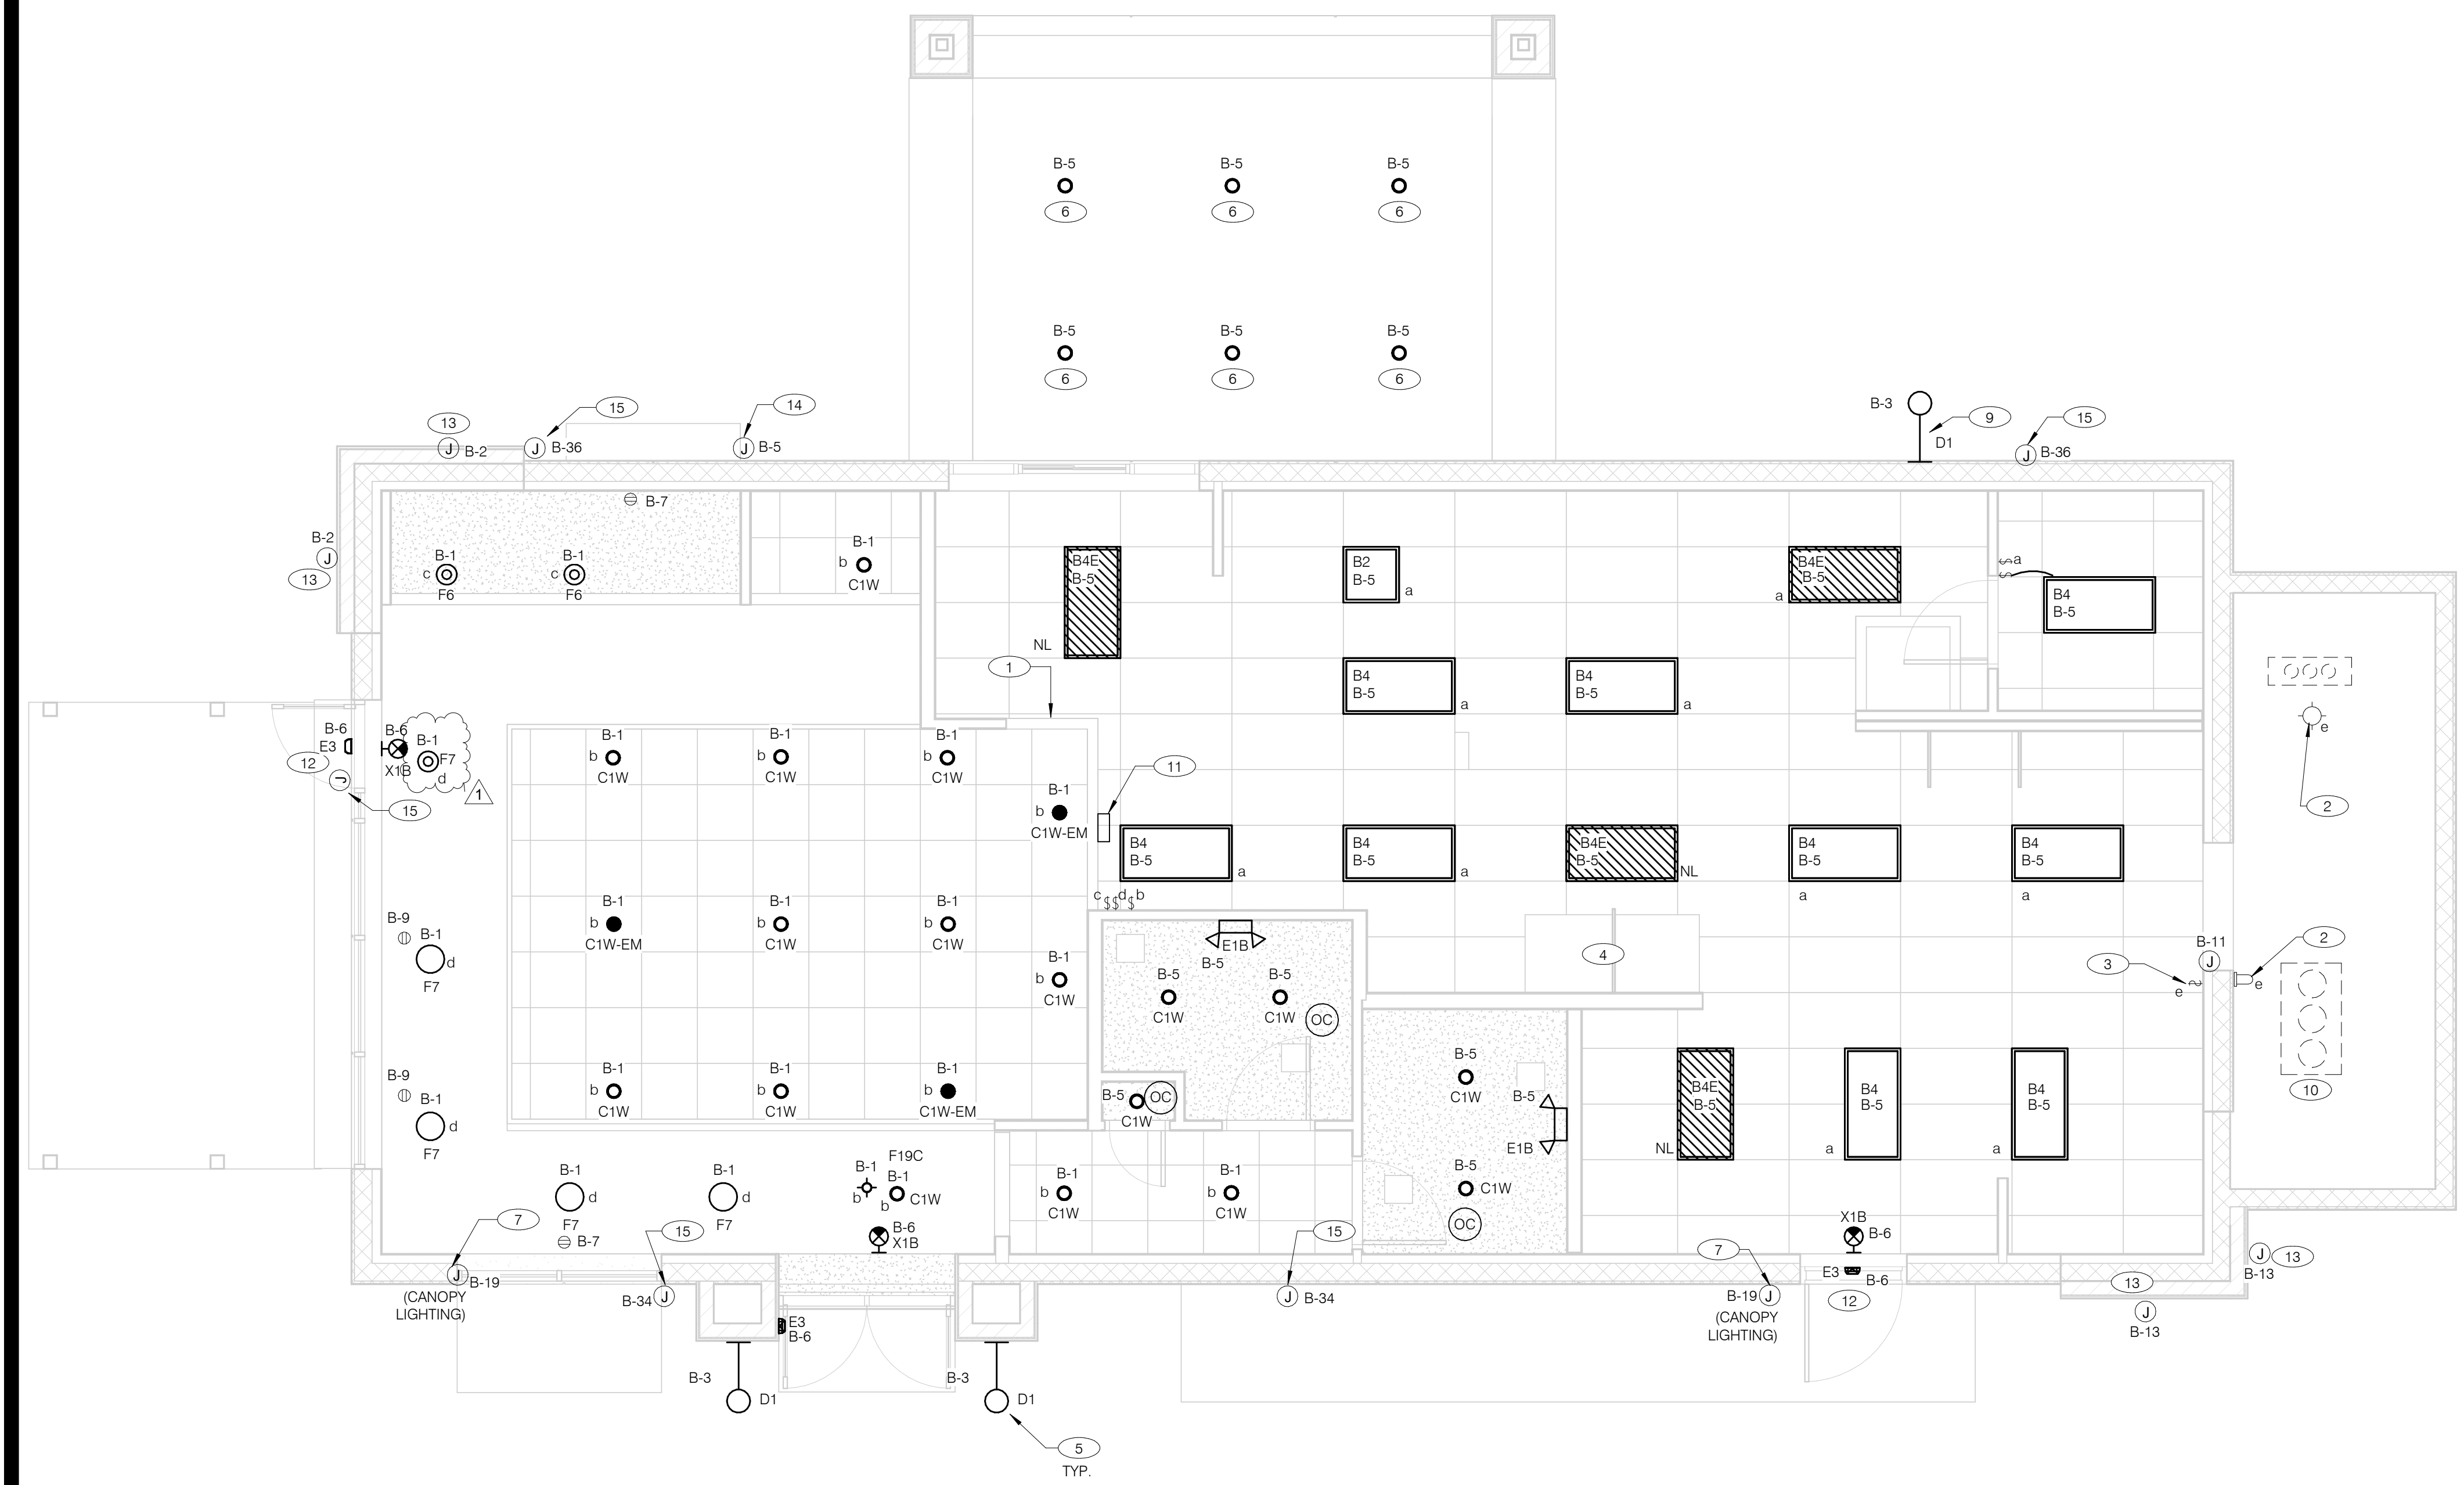 B-5
B-5
B-5
6
6
6
B-5
B-5
B-5
6
6
6
13
J
B-2
15
J
B-36
14
J
B-5
B-3
9
D1
15
J
B-36
B-2
J
13
B-7
B-1
c
F6
B-1
c
F6
B-1
b
C1W
B4E
B-5
NL
B2
B-5
a
B4E
B-5
a
a
B4
B-5
1
B4
B-5
a
B4
B-5
a
e
2
B-6
E3
12
J
15
B-6
X1B
B-1
F7
d
1
B-1
b
C1W
B-1
b
C1W
B-1
b
C1W
B-1
b
C1W-EM
11
B4
B-5
a
B4
B-5
a
B4E
B-5
NL
B4
B-5
a
B4
B-5
a
c
$$
d
$
b
B-9
B-1
d
F7
B-1
b
C1W-EM
B-1
b
C1W
B-1
b
C1W
B-1
b
C1W
E1B
B-5
B-5
C1W
B-5
C1W
OC
4
B-11
J
3
e
2
e
10
B-9
B-1
d
F7
B-1
b
C1W
B-1
b
C1W
B-1
b
C1W-EM
B-5
OC
C1W
B-5
C1W
B-5
E1B
B4E
B-5
NL
B4
B-5
a
B4
B-5
a
B-1
d
F7
B-7
B-1
d
F7
F19C
B-1
b
B-1
b
C1W
B-6
X1B
B-1
b
C1W
B-1
b
C1W
B-5
C1W
OC
X1B
B-6
7
J
B-19
(CANOPY
LIGHTING)
15
B-34
J
E3
B-6
15
J
B-34
7
B-19
J
(CANOPY
LIGHTING)
E3
B-6
12
13
J
B-13
J
13
B-13
B-3
D1
B-3
D1
5
TYP.